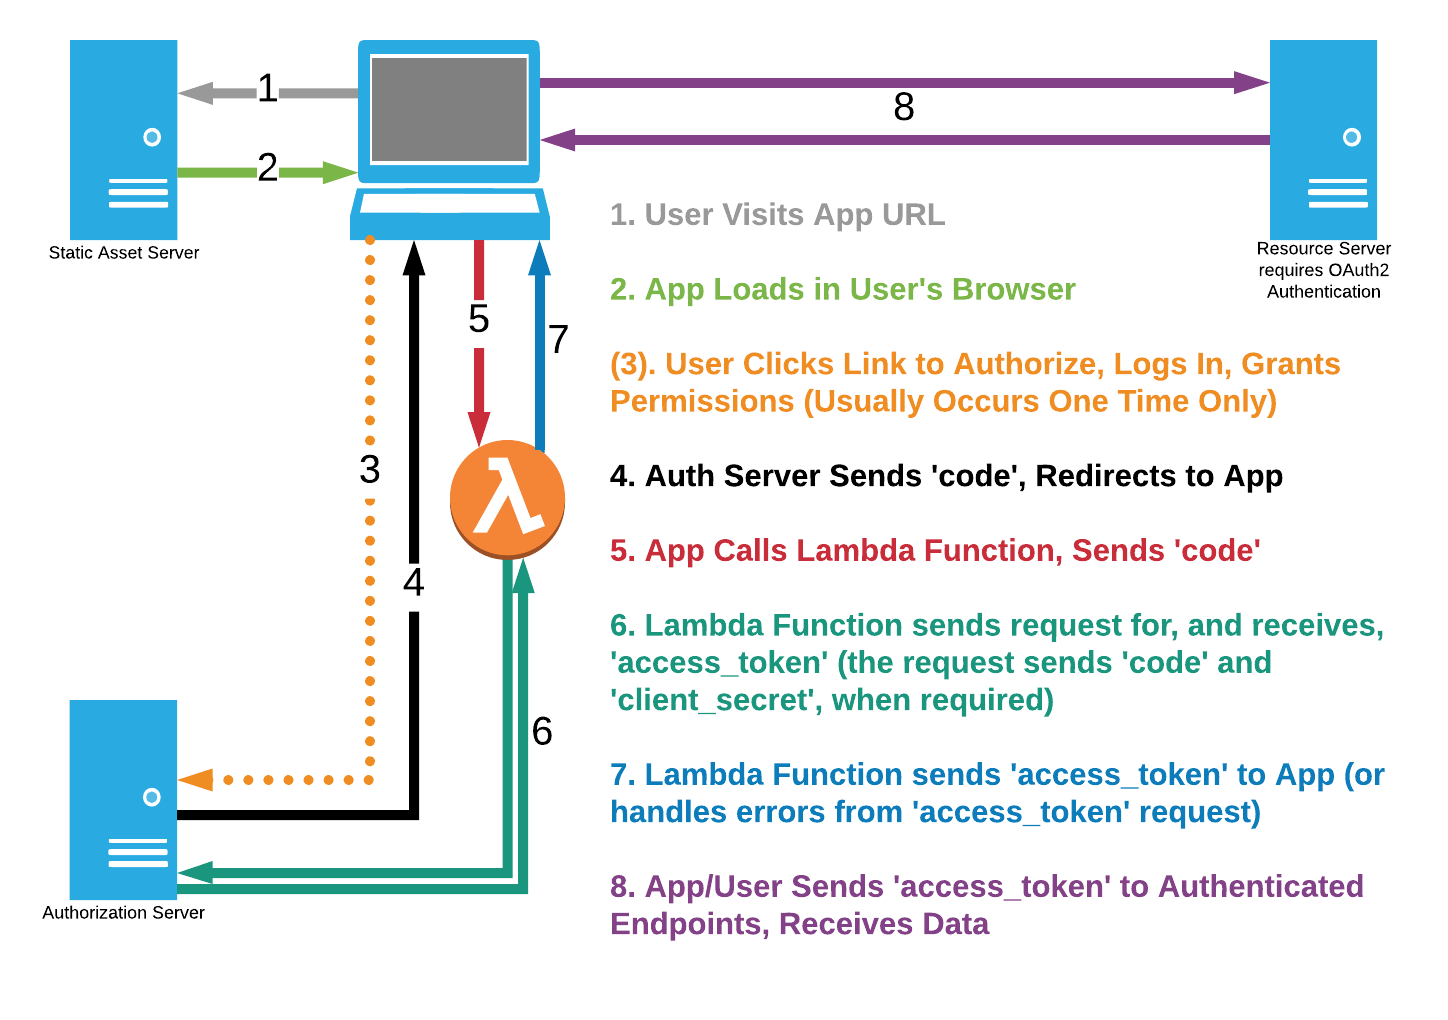 1
8
2
Static Asset Server
Resource Server
requires OAuth2
Authentication
1. User Visits App URL
2. App Loads in User's Browser
(3). User Clicks Link to Authorize, Logs In, Grants
Permissions (Usually Occurs One Time Only)
4. Auth Server Sends 'code', Redirects to App
5. App Calls Lambda Function, Sends 'code'
6. Lambda Function sends request for, and receives,
'access_token' (the request sends 'code' and
'client_secret', when required)
7. Lambda Function sends 'access_token' to App (or
handles errors from 'access_token' request)
8. App/User Sends 'access_token' to Authenticated
Endpoints, Receives Data
5
7
3
λ
4
6
Authorization Server